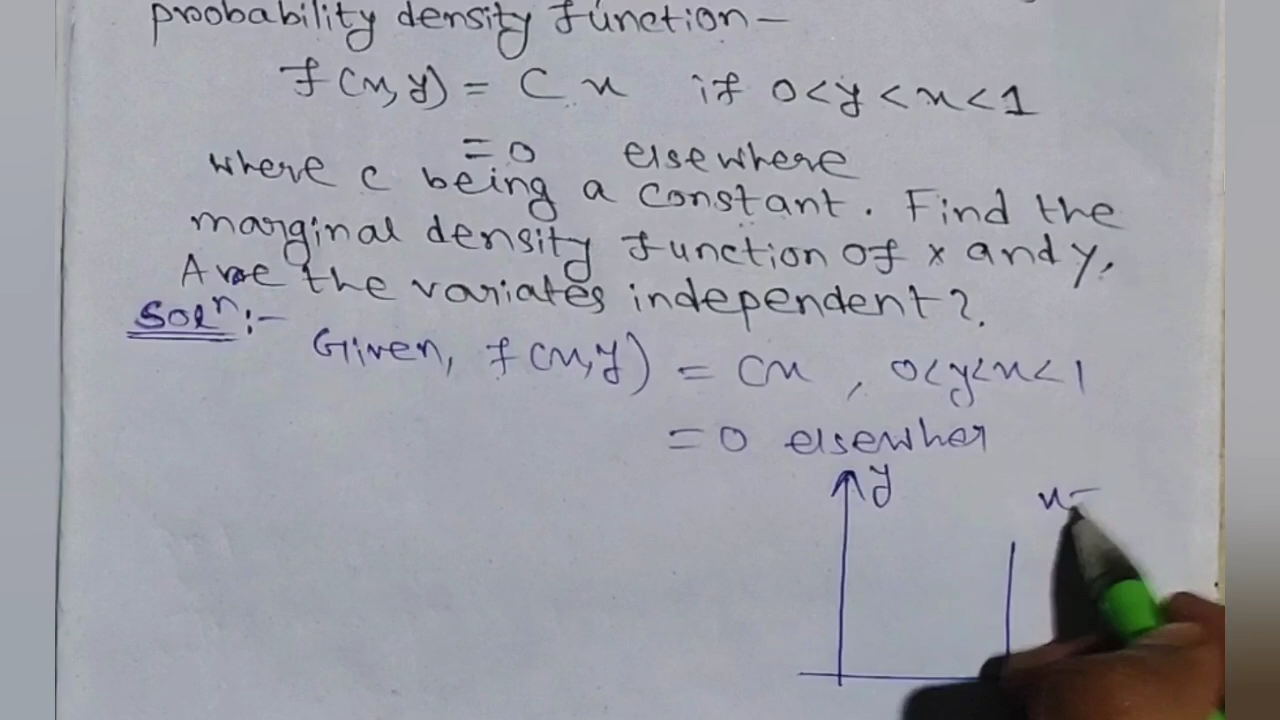 probability density function—
f(x,y) = Cx if 0<y<x<1
=0 elsewhere
where c being a constant. Find the
marginal density function of x and y.
Are the variates independent?
Solⁿ:- Given, f(x,y) = Cx, 0<y<x<1
=0 elsewher
y
x=